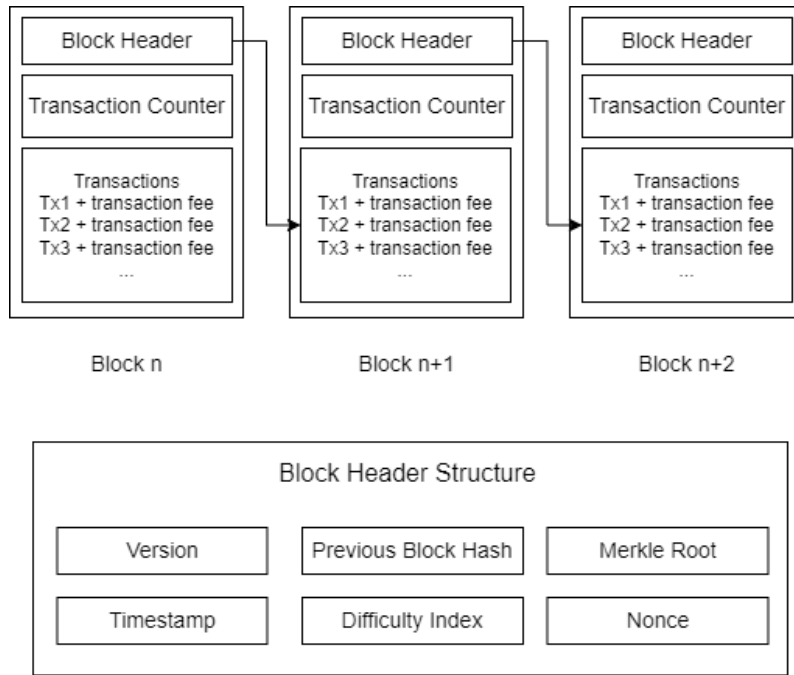 Block Header
Transaction Counter
Transactions
Tx1 + transaction fee
Tx2 + transaction fee
Tx3 + transaction fee
...
Block n
Block Header
Transaction Counter
Transactions
Tx1 + transaction fee
Tx2 + transaction fee
Tx3 + transaction fee
...
Block n+1
Block Header
Transaction Counter
Transactions
Tx1 + transaction fee
Tx2 + transaction fee
Tx3 + transaction fee
...
Block n+2
Block Header Structure
Version
Previous Block Hash
Merkle Root
Timestamp
Difficulty Index
Nonce